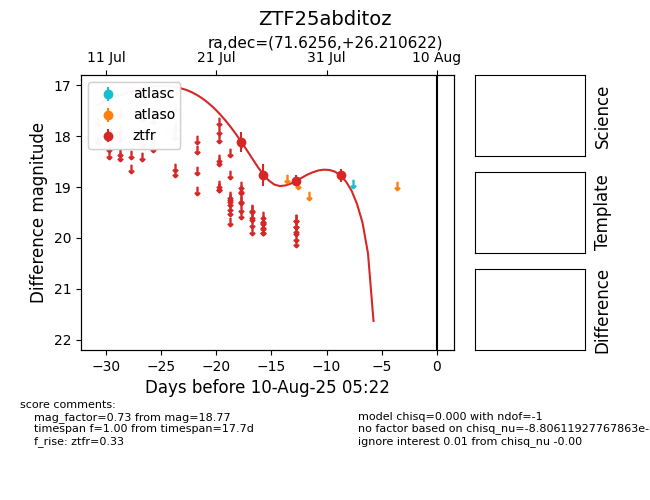 ZTF25abditoz
ra,dec=(71.6256,+26.210622)
11 Jul 21 Jul 31 Jul 10 Aug
atlasc
atlaso
ztfr
17
18
19
20
21
22
Difference magnitude
−30 −25 −20 −15 −10 −5 0
Days before 10-Aug-25 05:22
Science
Template
Difference
score comments:
mag_factor=0.73 from mag=18.77
timespan f=1.00 from timespan=17.7d
f_rise: ztfr=0.33
model chisq=0.000 with ndof=-1
no factor based on chisq_nu=-8.80611927767863e-
ignore interest 0.01 from chisq_nu -0.00